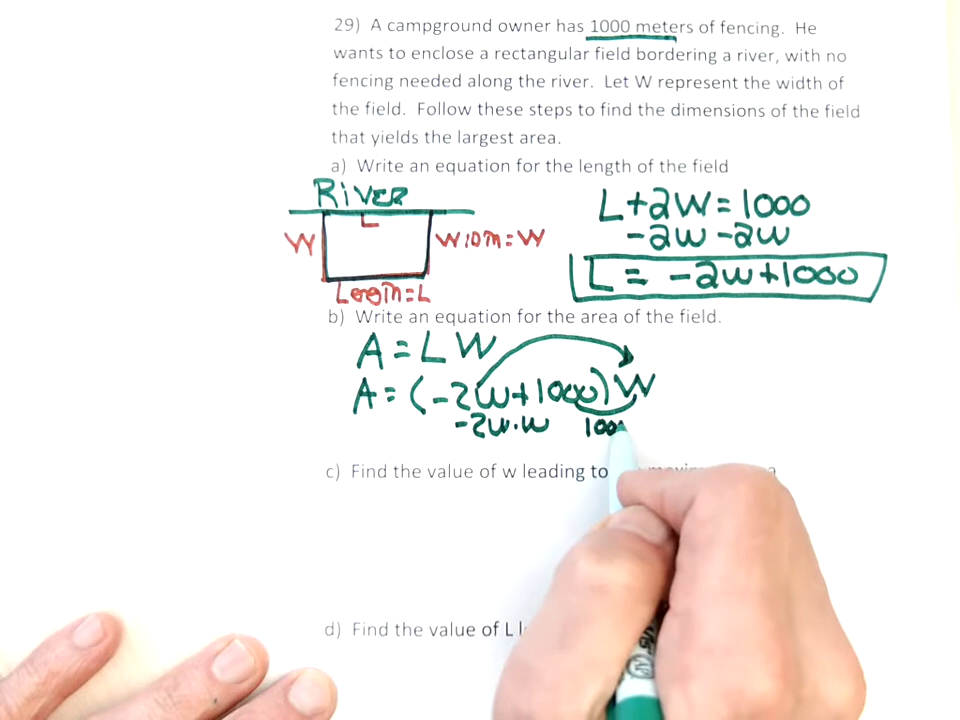 29) A campground owner has 1000 meters of fencing. He
wants to enclose a rectangular field bordering a river, with no
fencing needed along the river. Let W represent the width of
the field. Follow these steps to find the dimensions of the field
that yields the largest area.
a) Write an equation for the length of the field
RiVER
L
W
WIDTH = W
Length = L
L+2W = 1000
-2W -2W
L = -2W+1000
b) Write an equation for the area of the field.
A = LW
A = (-2W+1000)W
-2W·W 100
c) Find the value of w leading to
d) Find the value of L